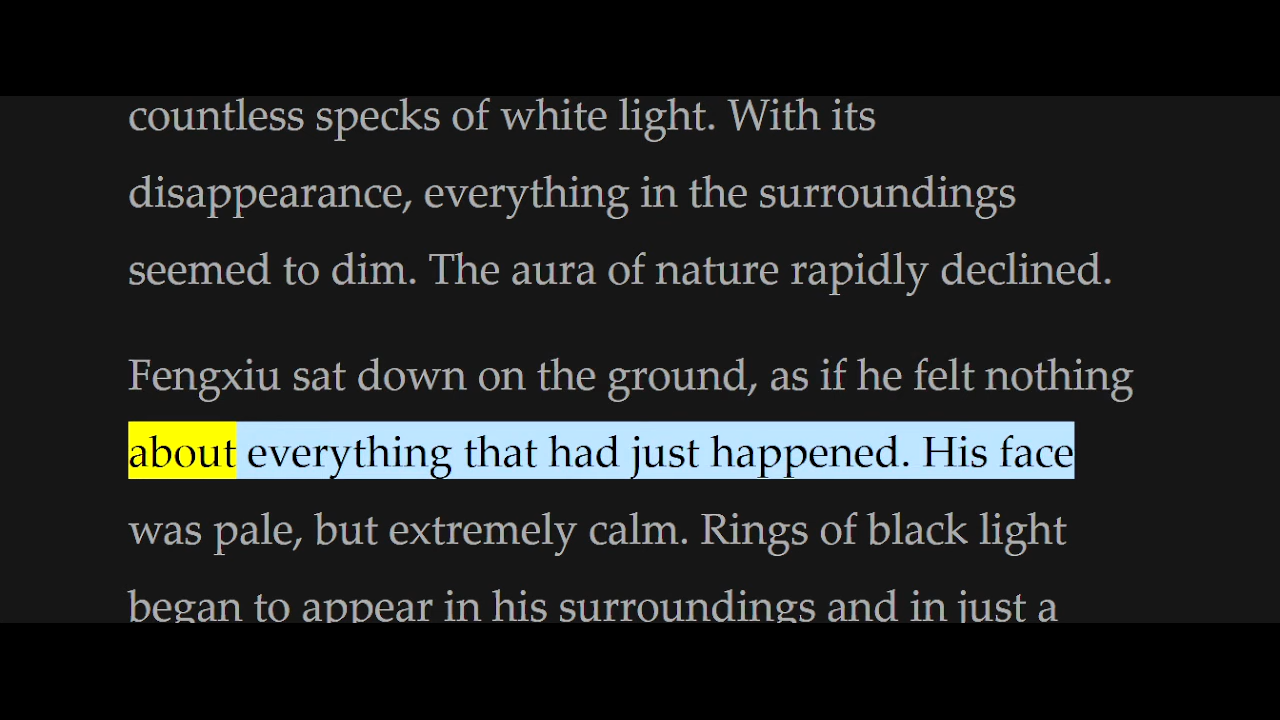 countless specks of white light. With its
disappearance, everything in the surroundings
seemed to dim. The aura of nature rapidly declined.
Fengxiu sat down on the ground, as if he felt nothing
about everything that had just happened. His face
was pale, but extremely calm. Rings of black light
began to appear in his surroundings and in just a